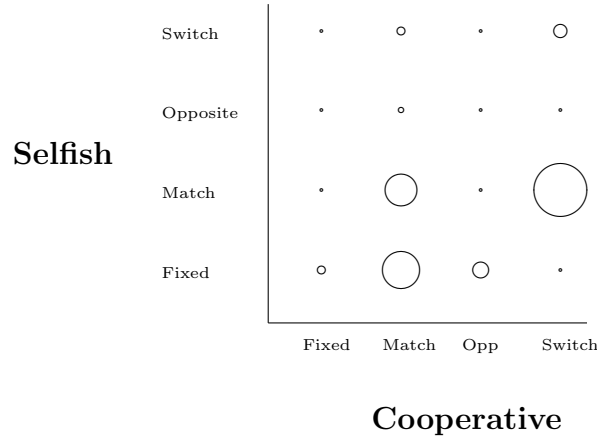 Switch
Opposite
Selfish
Match
Fixed
Fixed Match Opp Switch
Cooperative